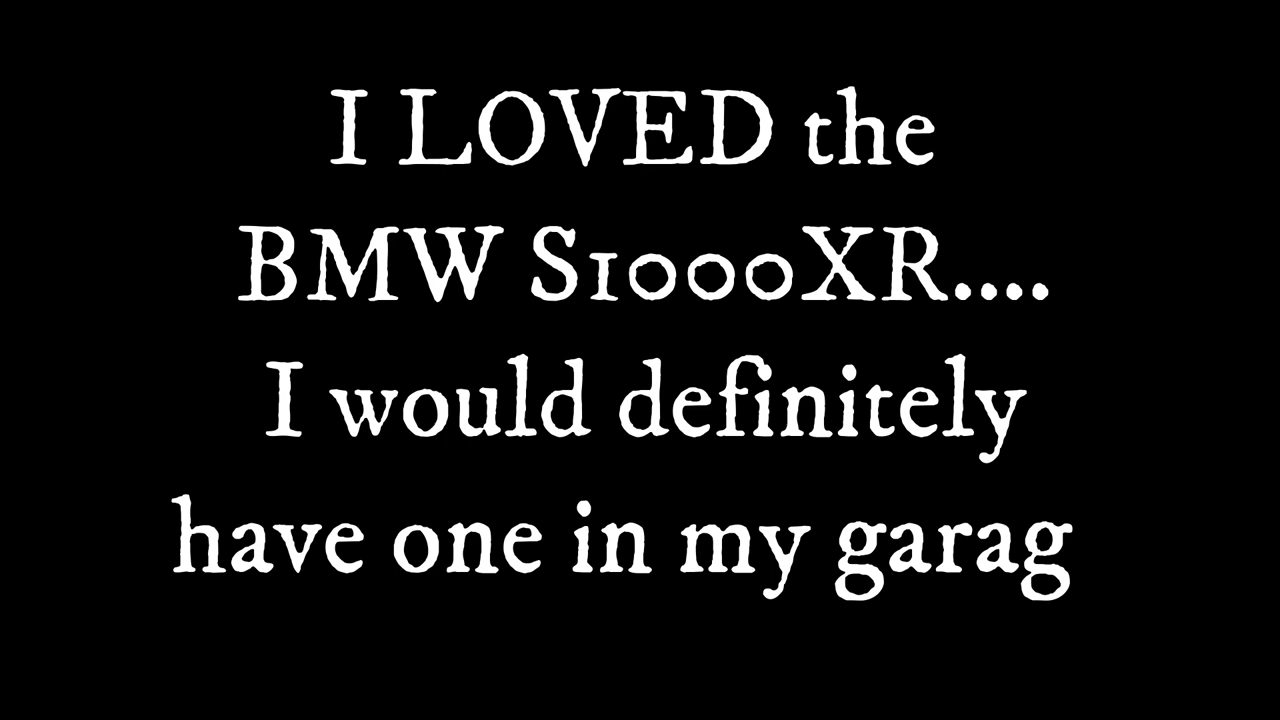 I LOVED the
BMW S1000XR....
I would definitely
have one in my garag